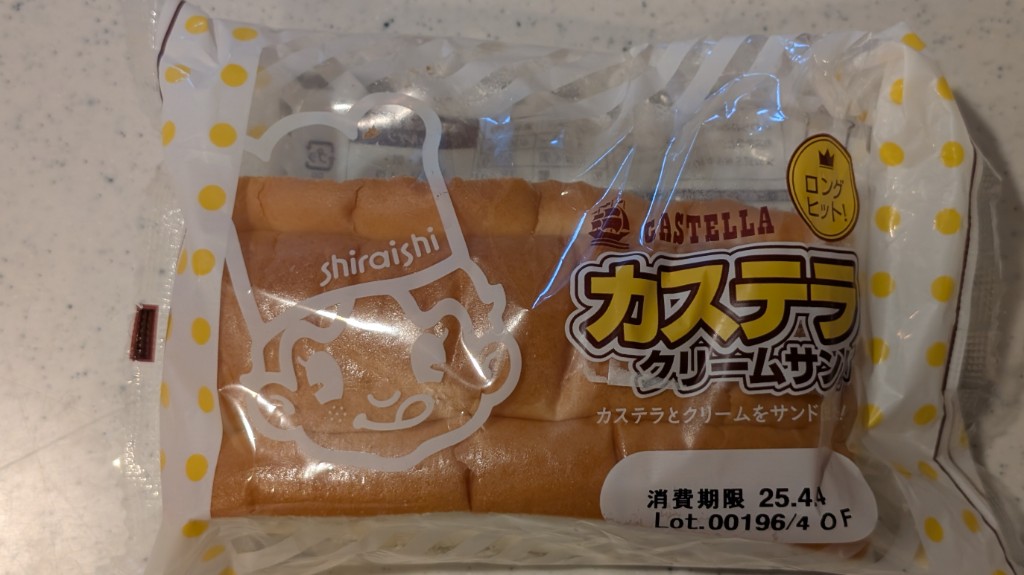 shiraishi
ロング
ヒット!
CASTELLA
カステラ
クリームサンド
カステラとクリームをサンド
消費期限 25.4.4
Lot.00196/4 OF